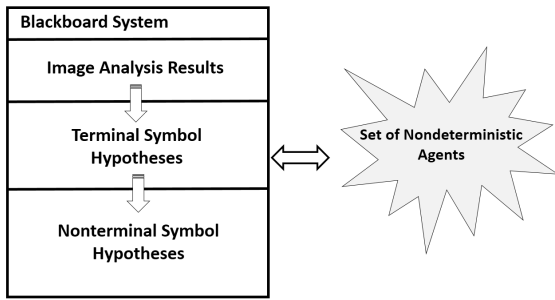 Blackboard System
Image Analysis Results
Terminal Symbol
Hypotheses
Set of Nondeterministic
Agents
Nonterminal Symbol
Hypotheses